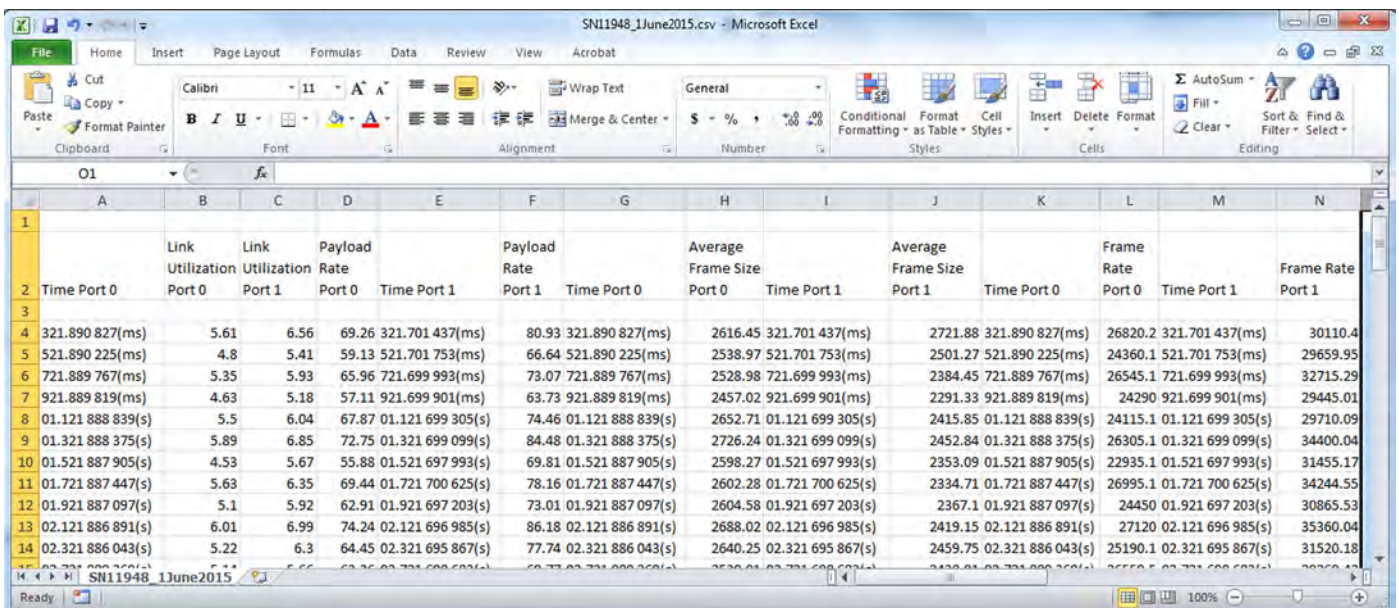 SN11948_1June2015.csv - Microsoft Excel
File Home Insert Page Layout Formulas Data Review View Acrobat
Paste
Cut
Copy
Format Painter
Clipboard
Calibri 11 A A
B I U A
Font
Wrap Text
Merge & Center
Alignment
General
$ % , .0 .00 .00 .0
Number
Conditional Formatting
Format as Table
Cell Styles
Styles
Insert Delete Format
Cells
Σ AutoSum
Fill
Clear
Sort & Filter
Find & Select
Editing
O1 fx
A B C D E F G H I J K L M N
1
2 Time Port 0 Link Utilization Port 0 Link Utilization Port 1 Payload Rate Port 0 Time Port 1 Payload Rate Port 1 Time Port 0 Average Frame Size Port 0 Time Port 1 Average Frame Size Port 1 Time Port 0 Frame Rate Port 0 Time Port 1 Frame Rate Port 1
3
4 321.890 827(ms) 5.61 6.56 69.26 321.701 437(ms) 80.93 321.890 827(ms) 2616.45 321.701 437(ms) 2721.88 321.890 827(ms) 26820.2 321.701 437(ms) 30110.4
5 521.890 225(ms) 4.8 5.41 59.13 521.701 753(ms) 66.64 521.890 225(ms) 2538.97 521.701 753(ms) 2501.27 521.890 225(ms) 24360.1 521.701 753(ms) 29659.95
6 721.889 767(ms) 5.35 5.93 65.96 721.699 993(ms) 73.07 721.889 767(ms) 2528.98 721.699 993(ms) 2384.45 721.889 767(ms) 26545.1 721.699 993(ms) 32715.29
7 921.889 819(ms) 4.63 5.18 57.11 921.699 901(ms) 63.73 921.889 819(ms) 2457.02 921.699 901(ms) 2291.33 921.889 819(ms) 24290 921.699 901(ms) 29445.01
8 01.121 888 839(s) 5.5 6.04 67.87 01.121 699 305(s) 74.46 01.121 888 839(s) 2652.71 01.121 699 305(s) 2415.85 01.121 888 839(s) 24115.1 01.121 699 305(s) 29710.09
9 01.321 888 375(s) 5.89 6.85 72.75 01.321 699 099(s) 84.48 01.321 888 375(s) 2726.24 01.321 699 099(s) 2452.84 01.321 888 375(s) 26305.1 01.321 699 099(s) 34400.04
10 01.521 887 905(s) 4.53 5.67 55.88 01.521 697 993(s) 69.81 01.521 887 905(s) 2598.27 01.521 697 993(s) 2353.09 01.521 887 905(s) 22935.1 01.521 697 993(s) 31455.17
11 01.721 887 447(s) 5.63 6.35 69.44 01.721 700 625(s) 78.16 01.721 887 447(s) 2602.28 01.721 700 625(s) 2334.71 01.721 887 447(s) 26995.1 01.721 700 625(s) 34244.55
12 01.921 887 097(s) 5.1 5.92 62.91 01.921 697 203(s) 73.01 01.921 887 097(s) 2604.58 01.921 697 203(s) 2367.1 01.921 887 097(s) 24450 01.921 697 203(s) 30865.53
13 02.121 886 891(s) 6.01 6.99 74.24 02.121 696 985(s) 86.18 02.121 886 891(s) 2688.02 02.121 696 985(s) 2419.15 02.121 886 891(s) 27120 02.121 696 985(s) 35360.04
14 02.321 886 043(s) 5.22 6.3 64.45 02.321 695 867(s) 77.74 02.321 886 043(s) 2640.25 02.321 695 867(s) 2459.75 02.321 886 043(s) 25190.1 02.321 695 867(s) 31520.18
SN11948_1June2015
Ready 100%